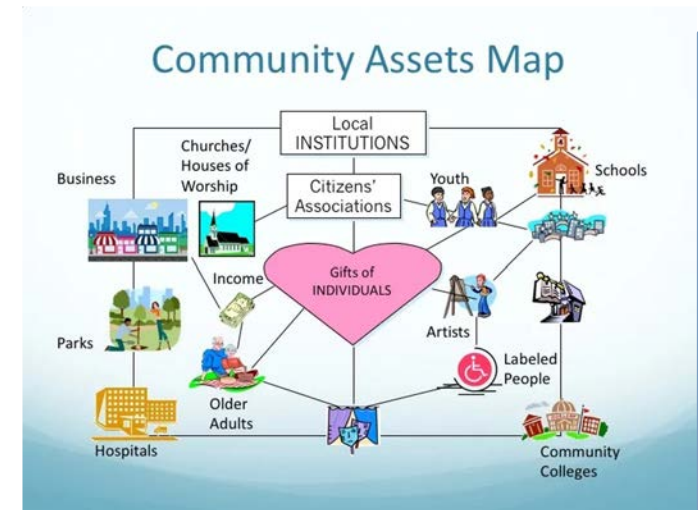 Community Assets Map
Local
INSTITUTIONS
Churches/
Houses of
Worship
Business
Citizens'
Associations
Youth
Schools
Income
Gifts of
INDIVIDUALS
Parks
Artists
Labeled
People
Older
Adults
Hospitals
Community
Colleges